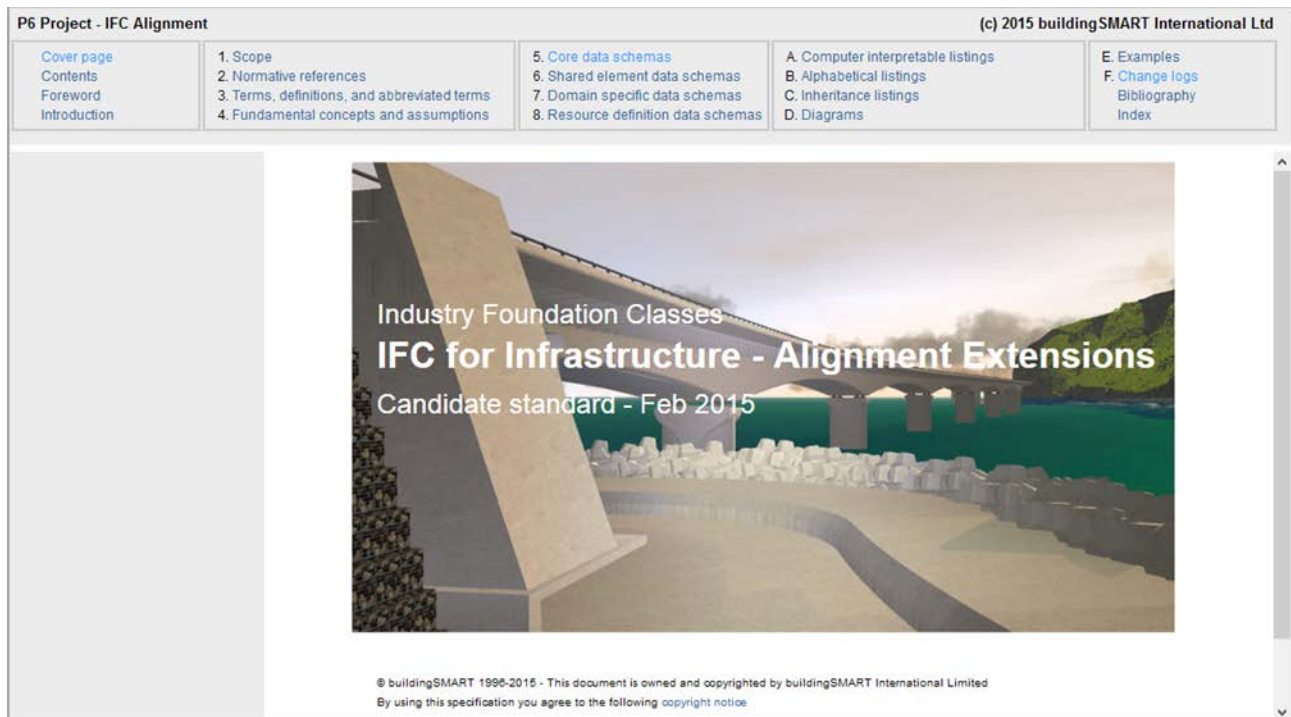 P6 Project - IFC Alignment
(c) 2015 buildingSMART International Ltd
Cover page
Contents
Foreword
Introduction
1. Scope
2. Normative references
3. Terms, definitions, and abbreviated terms
4. Fundamental concepts and assumptions
5. Core data schemas
6. Shared element data schemas
7. Domain specific data schemas
8. Resource definition data schemas
A. Computer interpretable listings
B. Alphabetical listings
C. Inheritance listings
D. Diagrams
E. Examples
F. Change logs
Bibliography
Index
Industry Foundation Classes
IFC for Infrastructure - Alignment Extensions
Candidate standard - Feb 2015
© buildingSMART 1996-2015 - This document is owned and copyrighted by buildingSMART International Limited
By using this specification you agree to the following copyright notice